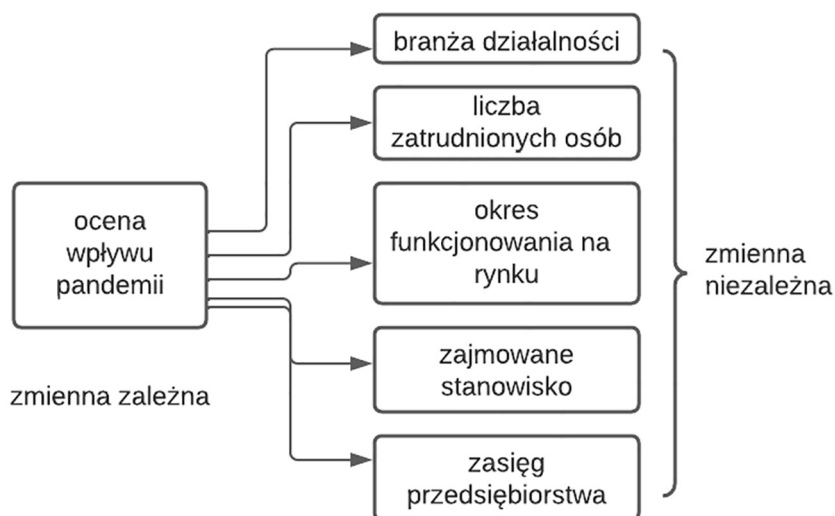 branża działalności
liczba
zatrudnionych osób
ocena
wpływu
pandemii
okres
funkcjonowania na
rynku
zmienna
niezależna
zajmowane
stanowisko
zmienna zależna
zasięg
przedsiębiorstwa